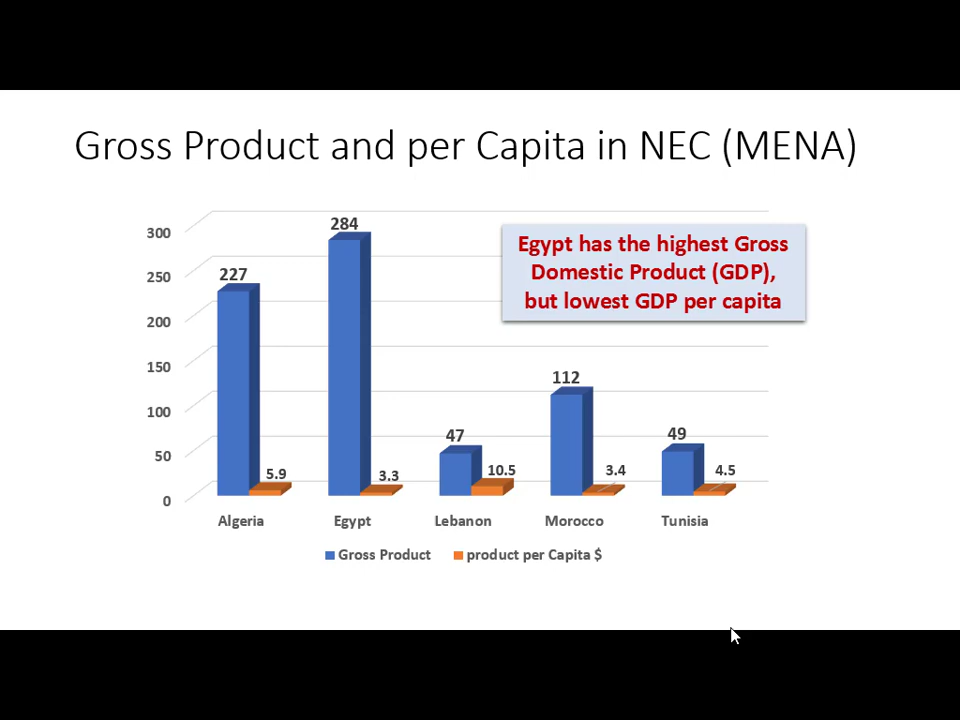 Gross Product and per Capita in NEC (MENA)
Egypt has the highest Gross
Domestic Product (GDP),
but lowest GDP per capita
300
250
200
150
100
50
0
227
5.9
284
3.3
47
10.5
112
3.4
49
4.5
Algeria
Egypt
Lebanon
Morocco
Tunisia
Gross Product
product per Capita $